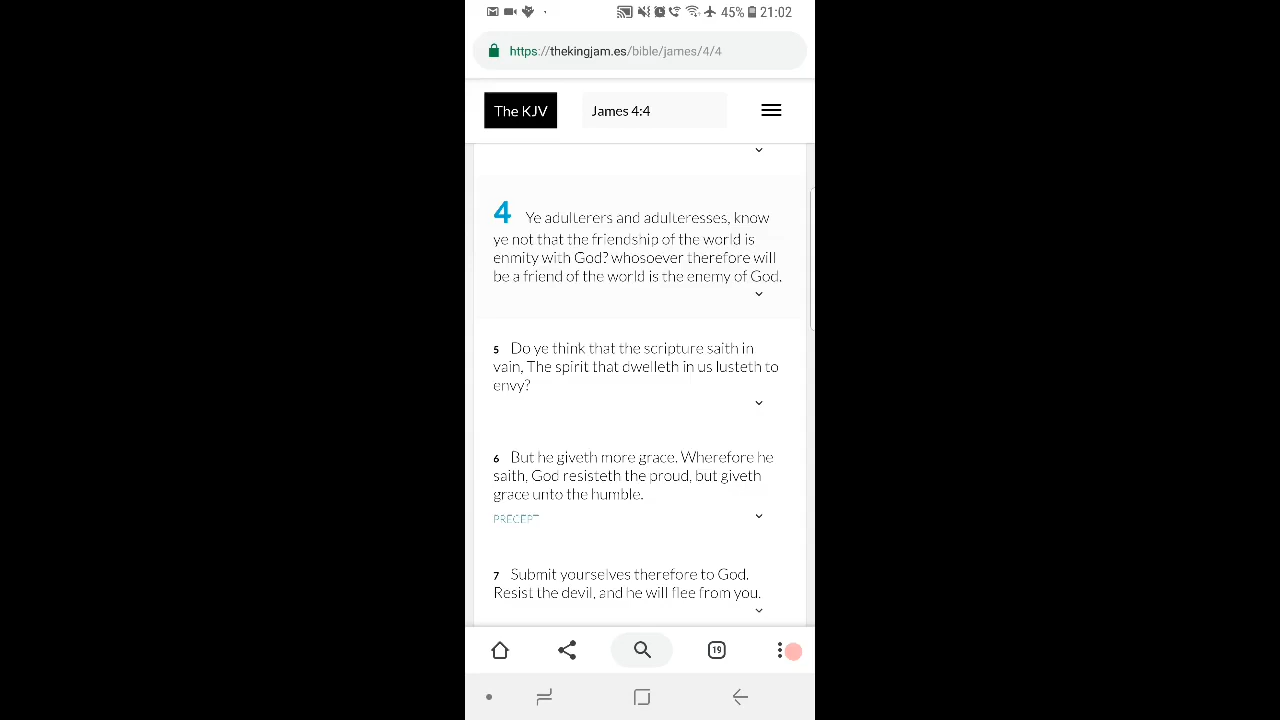 45% 21:02
https://thekingjam.es/bible/james/4/4
The KJV
James 4:4
4 Ye adulterers and adulteresses, know
ye not that the friendship of the world is
enmity with God? whosoever therefore will
be a friend of the world is the enemy of God.
5 Do ye think that the scripture saith in
vain, The spirit that dwelleth in us lusteth to
envy?
6 But he giveth more grace. Wherefore he
saith, God resisteth the proud, but giveth
grace unto the humble.
PRECEPT
7 Submit yourselves therefore to God.
Resist the devil, and he will flee from you.
19